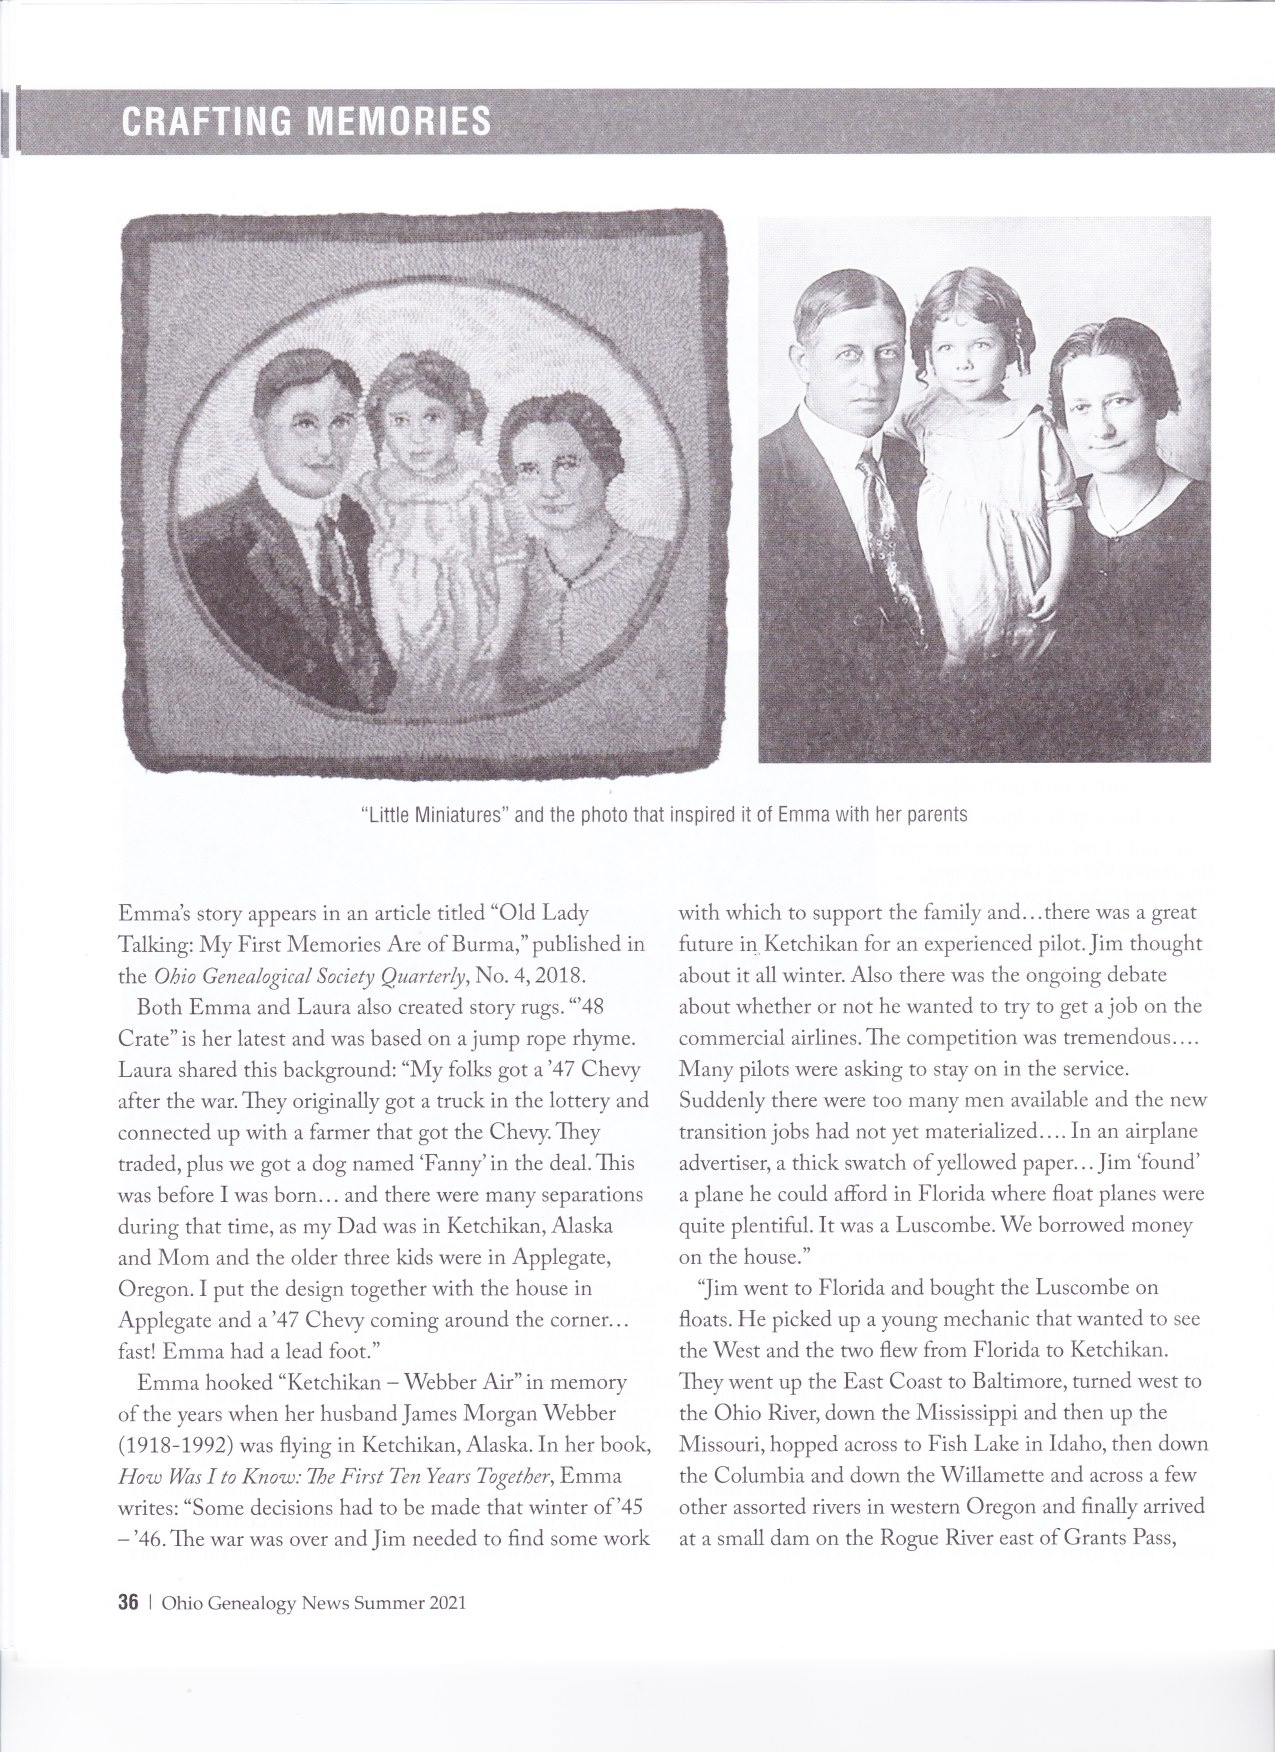 CRAFTING MEMORIES
“Little Miniatures” and the photo that inspired it of Emma with her parents
Emma’s story appears in an article titled “Old Lady
Talking: My First Memories Are of Burma,” published in
the Ohio Genealogical Society Quarterly, No. 4, 2018.
Both Emma and Laura also created story rugs. “’48
Crate” is her latest and was based on a jump rope rhyme.
Laura shared this background: “My folks got a ’47 Chevy
after the war. They originally got a truck in the lottery and
connected up with a farmer that got the Chevy. They
traded, plus we got a dog named ‘Fanny’ in the deal. This
was before I was born… and there were many separations
during that time, as my Dad was in Ketchikan, Alaska
and Mom and the older three kids were in Applegate,
Oregon. I put the design together with the house in
Applegate and a ’47 Chevy coming around the corner…
fast! Emma had a lead foot.”
Emma hooked “Ketchikan – Webber Air” in memory
of the years when her husband James Morgan Webber
(1918-1992) was flying in Ketchikan, Alaska. In her book,
How Was I to Know: The First Ten Years Together, Emma
writes: “Some decisions had to be made that winter of ’45
– ’46. The war was over and Jim needed to find some work
with which to support the family and…there was a great
future in Ketchikan for an experienced pilot. Jim thought
about it all winter. Also there was the ongoing debate
about whether or not he wanted to try to get a job on the
commercial airlines. The competition was tremendous….
Many pilots were asking to stay on in the service.
Suddenly there were too many men available and the new
transition jobs had not yet materialized…. In an airplane
advertiser, a thick swatch of yellowed paper… Jim ‘found’
a plane he could afford in Florida where float planes were
quite plentiful. It was a Luscombe. We borrowed money
on the house.”
“Jim went to Florida and bought the Luscombe on
floats. He picked up a young mechanic that wanted to see
the West and the two flew from Florida to Ketchikan.
They went up the East Coast to Baltimore, turned west to
the Ohio River, down the Mississippi and then up the
Missouri, hopped across to Fish Lake in Idaho, then down
the Columbia and down the Willamette and across a few
other assorted rivers in western Oregon and finally arrived
at a small dam on the Rogue River east of Grants Pass,
36 | Ohio Genealogy News Summer 2021